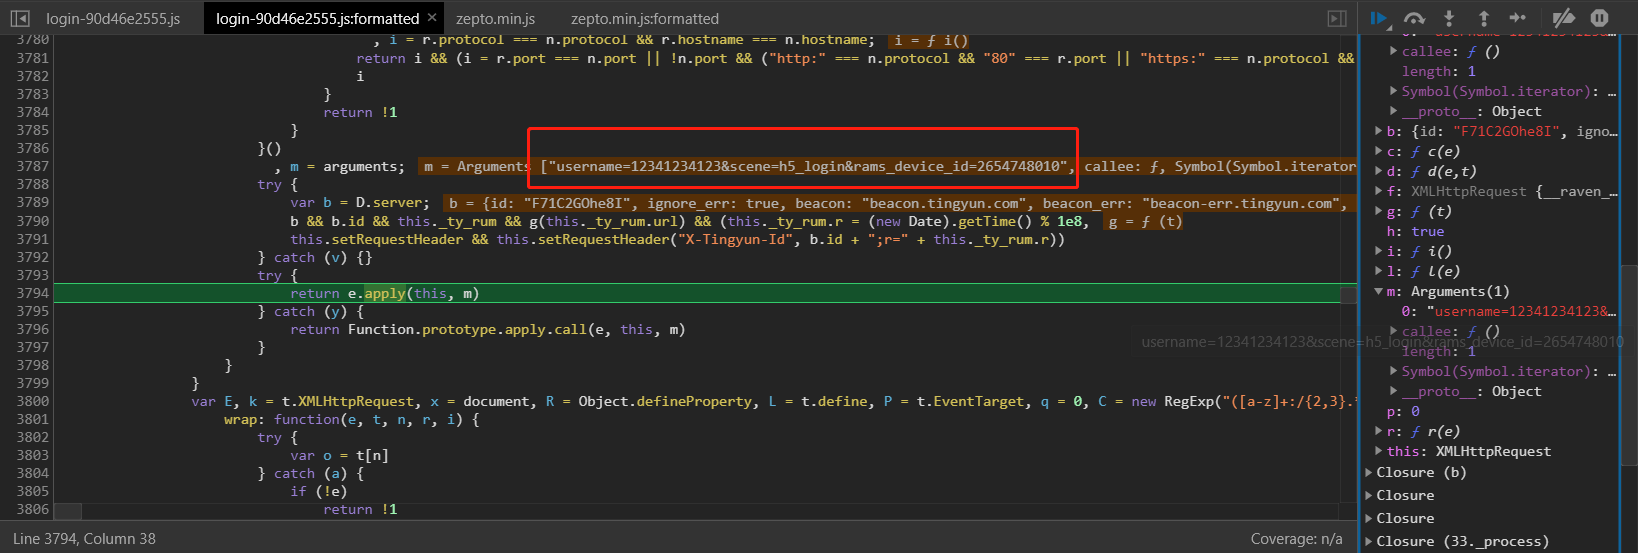 login-90d46e2555.js login-90d46e2555.js:formatted × zepto.min.js zepto.min.js:formatted
3780 , i = r.protocol === n.protocol && r.hostname === n.hostname; i = ƒ i()
3781 return i && (i = r.port === n.port || !n.port && ("http:" === n.protocol && "80" === r.port || "https:" === n.protocol &&
3782 i
3783 }
3784 return !1
3785 }
3786 }()
3787 , m = arguments; m = Arguments ["username=12341234123&scene=h5_login&rams_device_id=2654748010", callee: ƒ, Symbol(Symbol.iterator
3788 try {
3789 var b = D.server; b = {id: "F71C2GOhe8I", ignore_err: true, beacon: "beacon.tingyun.com", beacon_err: "beacon-err.tingyun.com",
3790 b && b.id && this._ty_rum && g(this._ty_rum.url) && (this._ty_rum.r = (new Date).getTime() % 1e8, g = ƒ (t)
3791 this.setRequestHeader && this.setRequestHeader("X-Tingyun-Id", b.id + ";r=" + this._ty_rum.r))
3792 } catch (v) {}
3793 try {
3794 return e.apply(this, m)
3795 } catch (y) {
3796 return Function.prototype.apply.call(e, this, m)
3797 }
3798 }
3799 }
3800 var E, k = t.XMLHttpRequest, x = document, R = Object.defineProperty, L = t.define, P = t.EventTarget, q = 0, C = new RegExp("([a-z]+:/{2,3}.*
3801 wrap: function(e, t, n, r, i) {
3802 try {
3803 var o = t[n]
3804 } catch (a) {
3805 if (!e)
3806 return !1
Line 3794, Column 38
Coverage: n/a
callee: ƒ ()
length: 1
Symbol(Symbol.iterator): …
__proto__: Object
b: {id: "F71C2GOhe8I", igno…
c: ƒ c(e)
d: ƒ d(e,t)
f: XMLHttpRequest {__raven_…
g: ƒ (t)
h: true
i: ƒ i()
l: ƒ l(e)
m: Arguments(1)
0: "username=12341234123&…
callee: ƒ ()
username=12341234123&scene=h5_login&rams_device_id=2654748010
length: 1
Symbol(Symbol.iterator): …
__proto__: Object
p: 0
r: ƒ r(e)
this: XMLHttpRequest
Closure (b)
Closure
Closure
Closure (33._process)